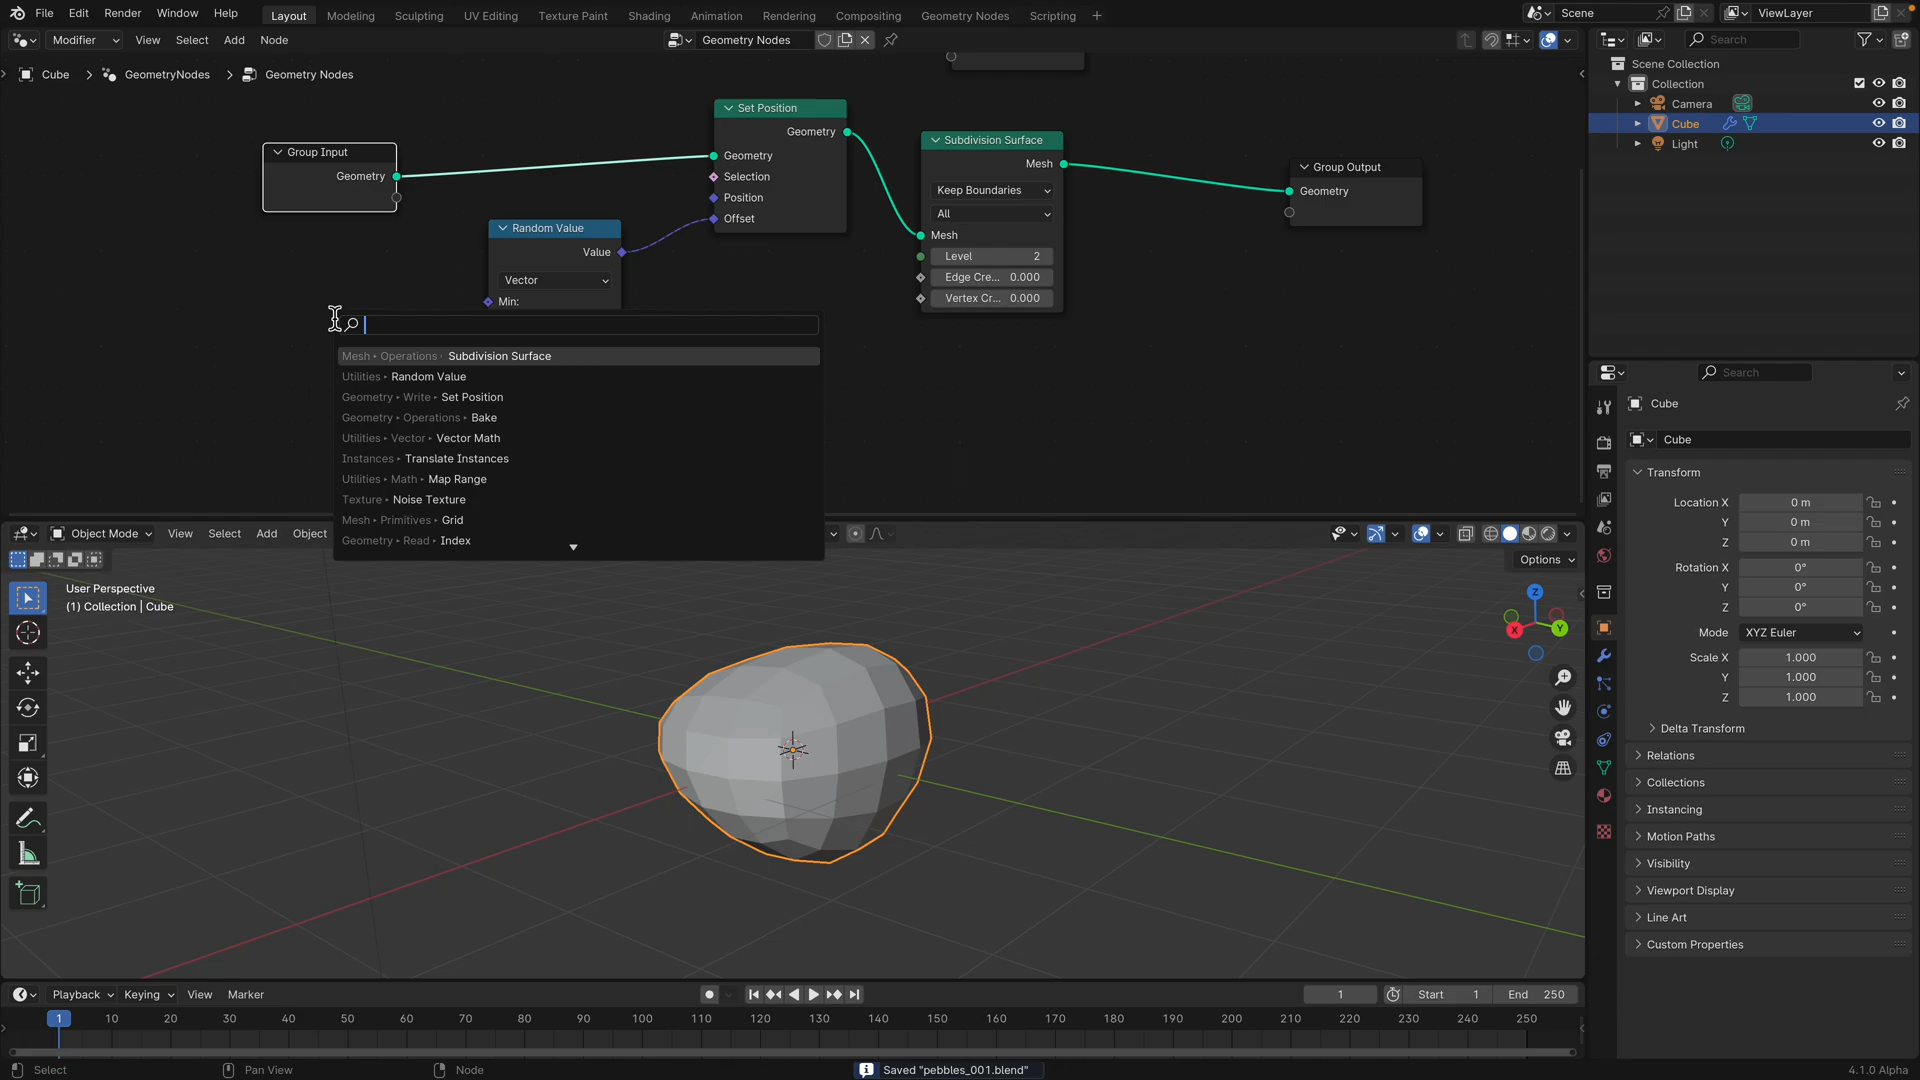 File Edit Render Window Help Layout Modeling Sculpting UV Editing Texture Paint Shading Animation Rendering Compositing Geometry Nodes Scripting + Scene ViewLayer
Modifier View Select Add Node Geometry Nodes Search
Cube > GeometryNodes > Geometry Nodes
Scene Collection
Collection
Camera
Cube
Light
Group Input
Geometry
Random Value
Value
Vector
Min:
Set Position
Geometry
Geometry
Selection
Position
Offset
Subdivision Surface
Mesh
Keep Boundaries
All
Mesh
Level 2
Edge Cre... 0.000
Vertex Cr... 0.000
Group Output
Geometry
Mesh ▸ Operations ▸ Subdivision Surface
Utilities ▸ Random Value
Geometry ▸ Write ▸ Set Position
Geometry ▸ Operations ▸ Bake
Utilities ▸ Vector ▸ Vector Math
Instances ▸ Translate Instances
Utilities ▸ Math ▸ Map Range
Texture ▸ Noise Texture
Mesh ▸ Primitives ▸ Grid
Geometry ▸ Read ▸ Index
Object Mode View Select Add Object
Options
User Perspective
(1) Collection | Cube
Z
X
Y
Search
Cube
Cube
Transform
Location X 0 m
Y 0 m
Z 0 m
Rotation X 0°
Y 0°
Z 0°
Mode XYZ Euler
Scale X 1.000
Y 1.000
Z 1.000
Delta Transform
Relations
Collections
Instancing
Motion Paths
Visibility
Viewport Display
Line Art
Custom Properties
Playback Keying View Marker 1 Start 1 End 250
1 10 20 30 40 50 60 70 80 90 100 110 120 130 140 150 160 170 180 190 200 210 220 230 240 250
Select Pan View Node Saved "pebbles_001.blend" 4.1.0 Alpha